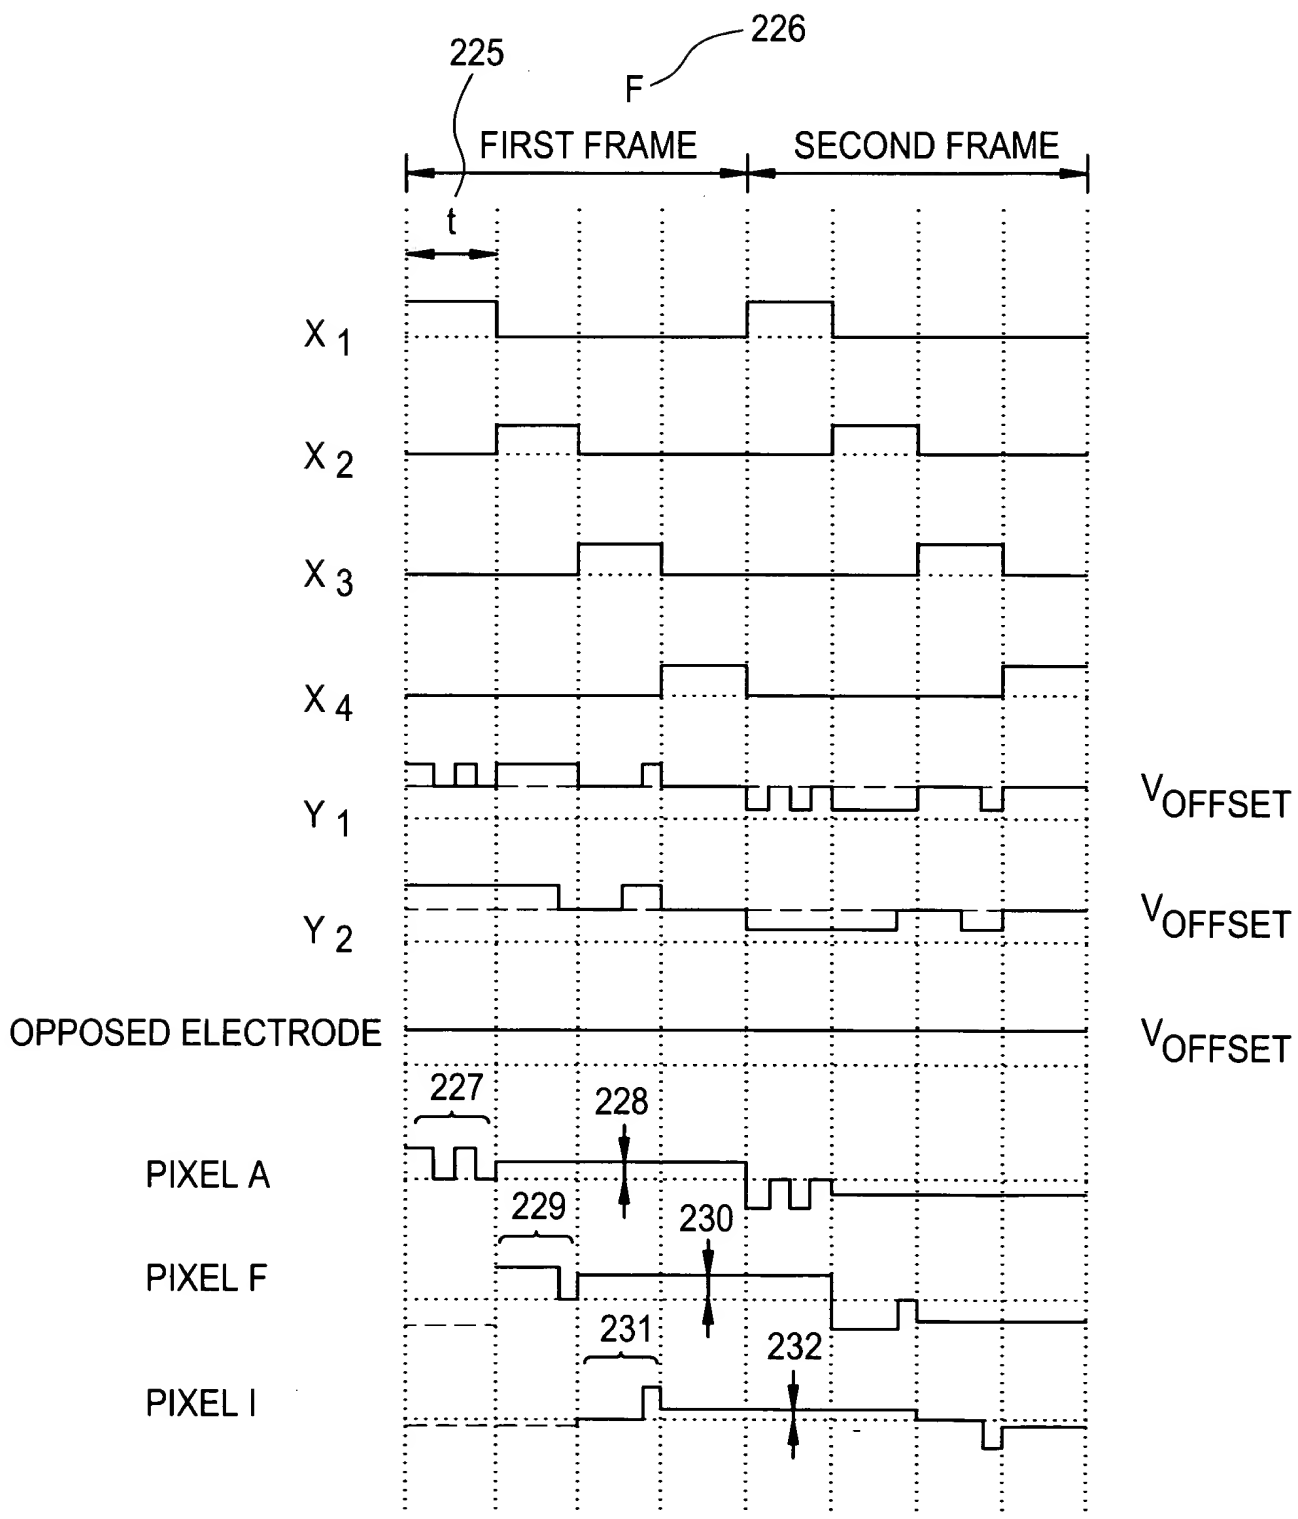 226
225
F
FIRST FRAME
SECOND FRAME
t
X 1
X 2
X 3
X 4
Y 1
VOFFSET
Y 2
VOFFSET
OPPOSED ELECTRODE
VOFFSET
227
228
PIXEL A
229
230
PIXEL F
231
232
PIXEL I